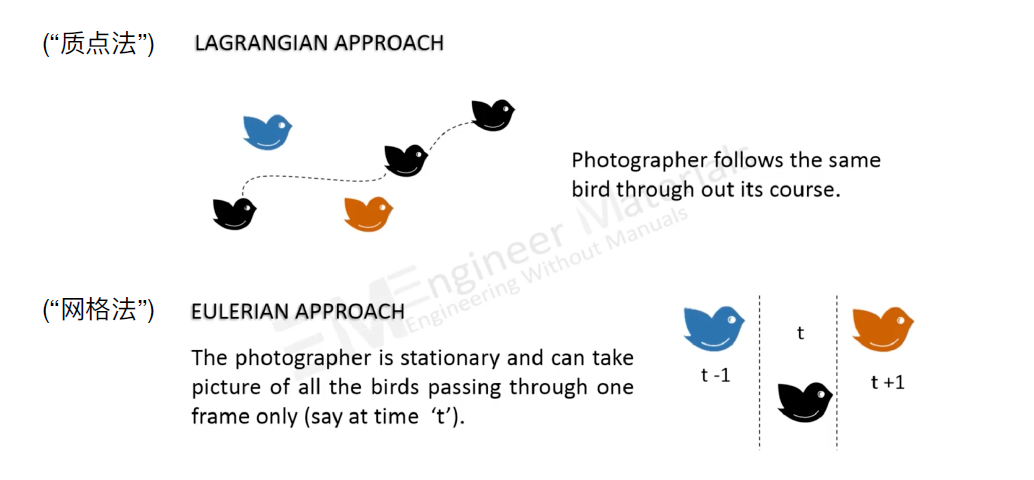 (“质点法”) LAGRANGIAN APPROACH
Photographer follows the same
bird through out its course.
Engineer Materials
Engineering Without Manuals
(“网格法”) EULERIAN APPROACH
The photographer is stationary and can take
picture of all the birds passing through one
frame only (say at time ‘t’).
t
t -1
t +1